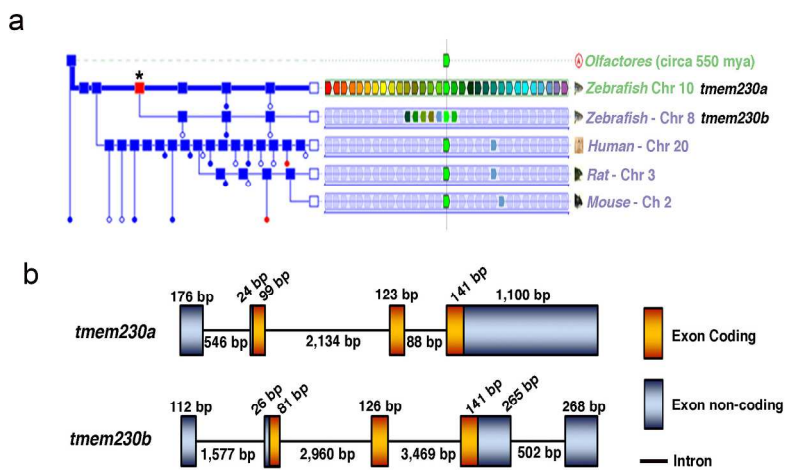 a
*
Olfactores (circa 550 mya)
Zebrafish Chr 10 tmem230a
Zebrafish - Chr 8 tmem230b
Human - Chr 20
Rat - Chr 3
Mouse - Ch 2
b
176 bp 24 bp 99 bp 123 bp 141 bp 1,100 bp
tmem230a
546 bp 2,134 bp 88 bp
Exon Coding
112 bp 26 bp 81 bp 126 bp 141 bp 265 bp 268 bp
Exon non-coding
tmem230b
1,577 bp 2,960 bp 3,469 bp 502 bp
Intron